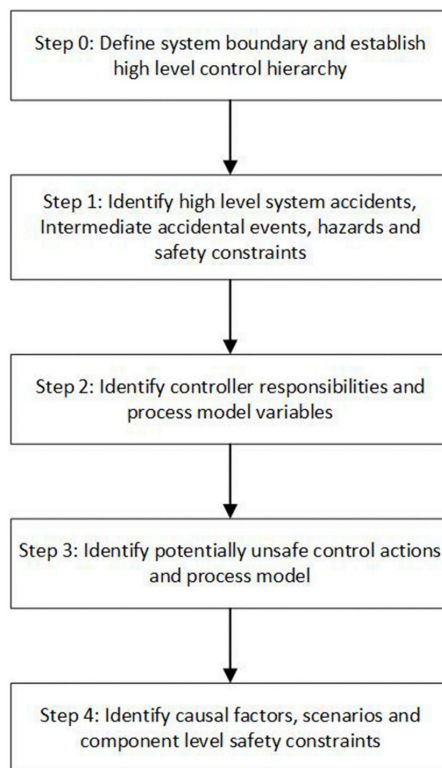 Step 0: Define system boundary and establish
high level control hierarchy
Step 1: Identify high level system accidents,
Intermediate accidental events, hazards and
safety constraints
Step 2: Identify controller responsibilities and
process model variables
Step 3: Identify potentially unsafe control actions
and process model
Step 4: Identify causal factors, scenarios and
component level safety constraints